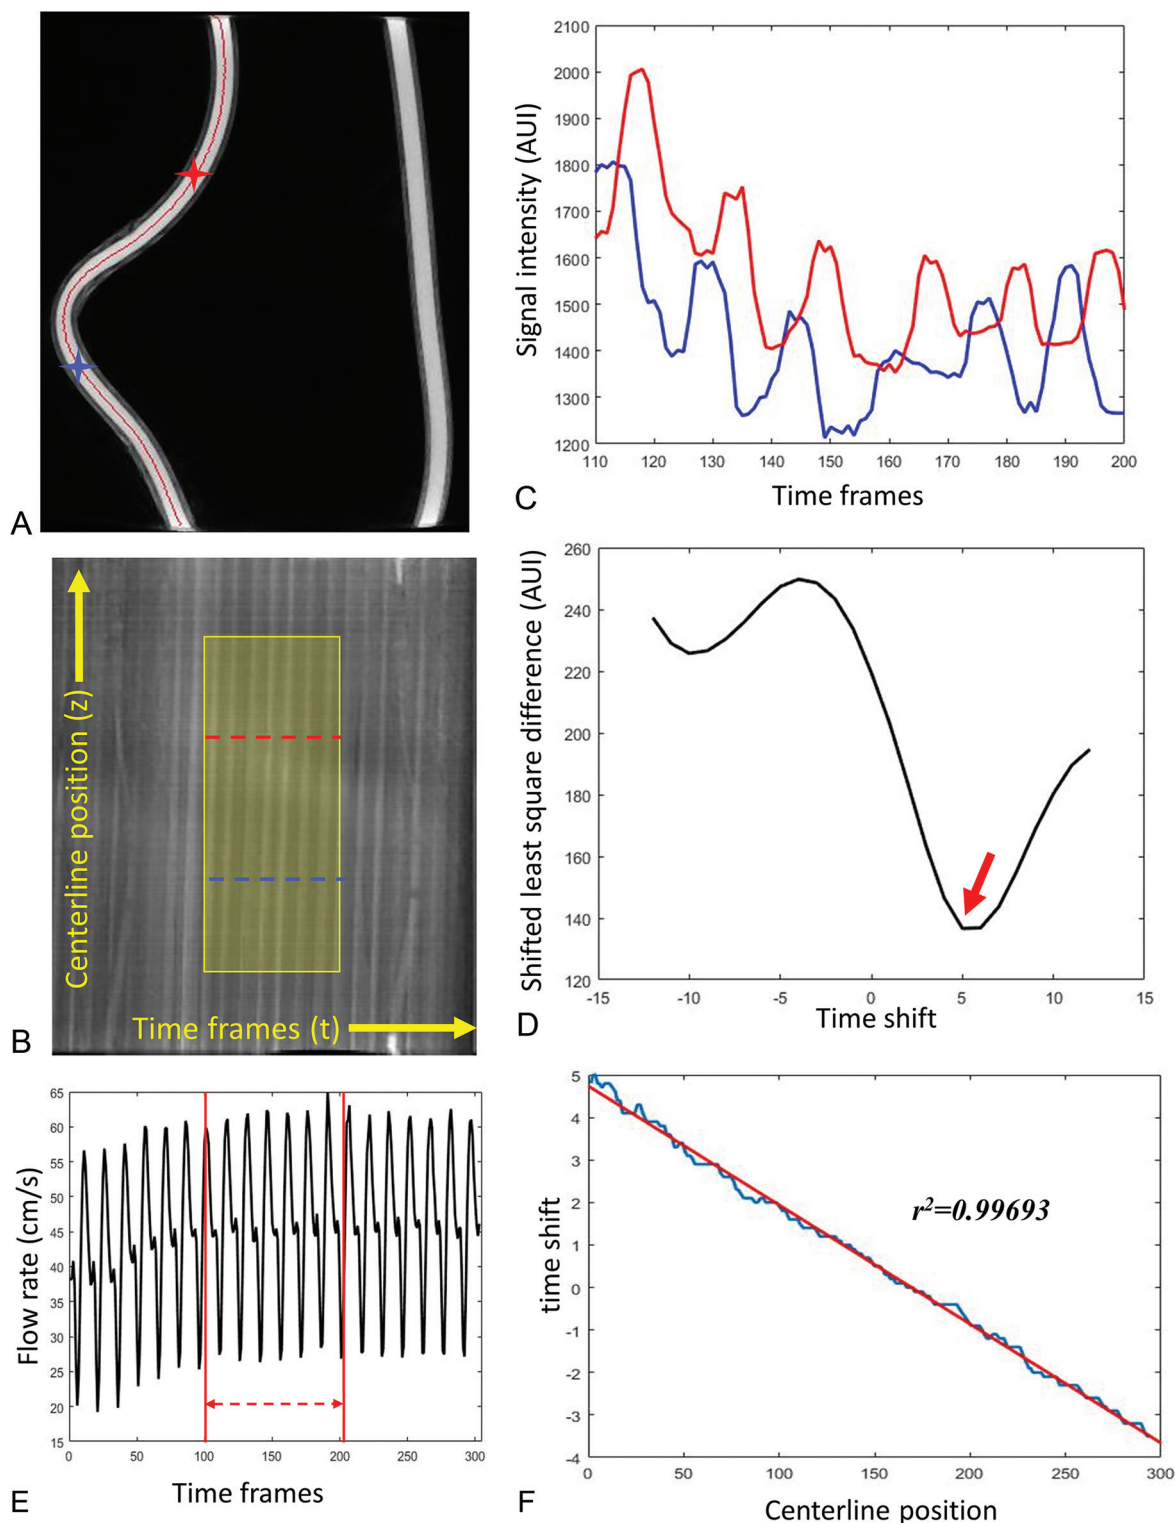 A
Signal intensity (AUI)
2100
2000
1900
1800
1700
1600
1500
1400
1300
1200
110 120 130 140 150 160 170 180 190 200
Time frames
C
Centerline position (z)
Time frames (t)
B
Shifted least square difference (AUI)
260
240
220
200
180
160
140
120
-15 -10 -5 0 5 10 15
Time shift
D
Flow rate (cm/s)
65
60
55
50
45
40
35
30
25
20
15
0 50 100 150 200 250 300
Time frames
E
time shift
5
4
3
2
1
0
-1
-2
-3
-4
r²=0.99693
0 50 100 150 200 250 300
Centerline position
F